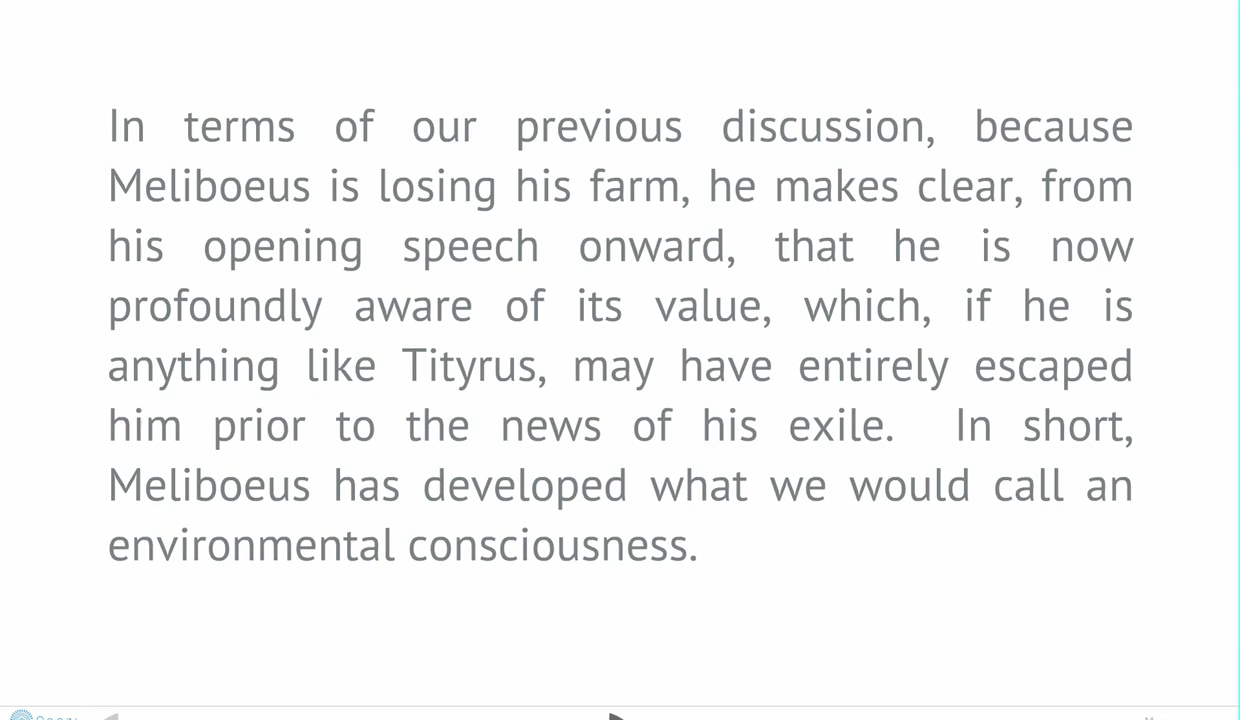 In terms of our previous discussion, because
Meliboeus is losing his farm, he makes clear, from
his opening speech onward, that he is now
profoundly aware of its value, which, if he is
anything like Tityrus, may have entirely escaped
him prior to the news of his exile.  In short,
Meliboeus has developed what we would call an
environmental consciousness.